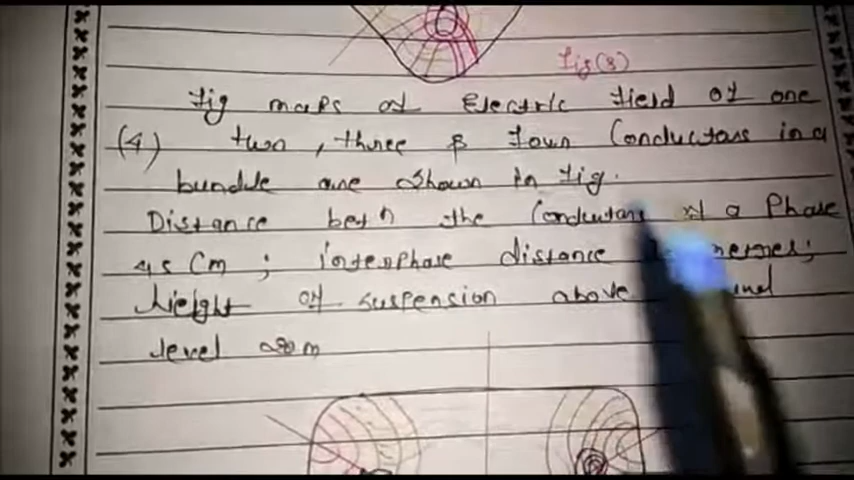 Fig (3)
Fig maps of Electric field of one
(4) two, three & four Conductors in a
bundle are shown in fig.
Distance betn the Conductors of a Phase
45 Cm ; interphase distance
height of suspension above
level 20m